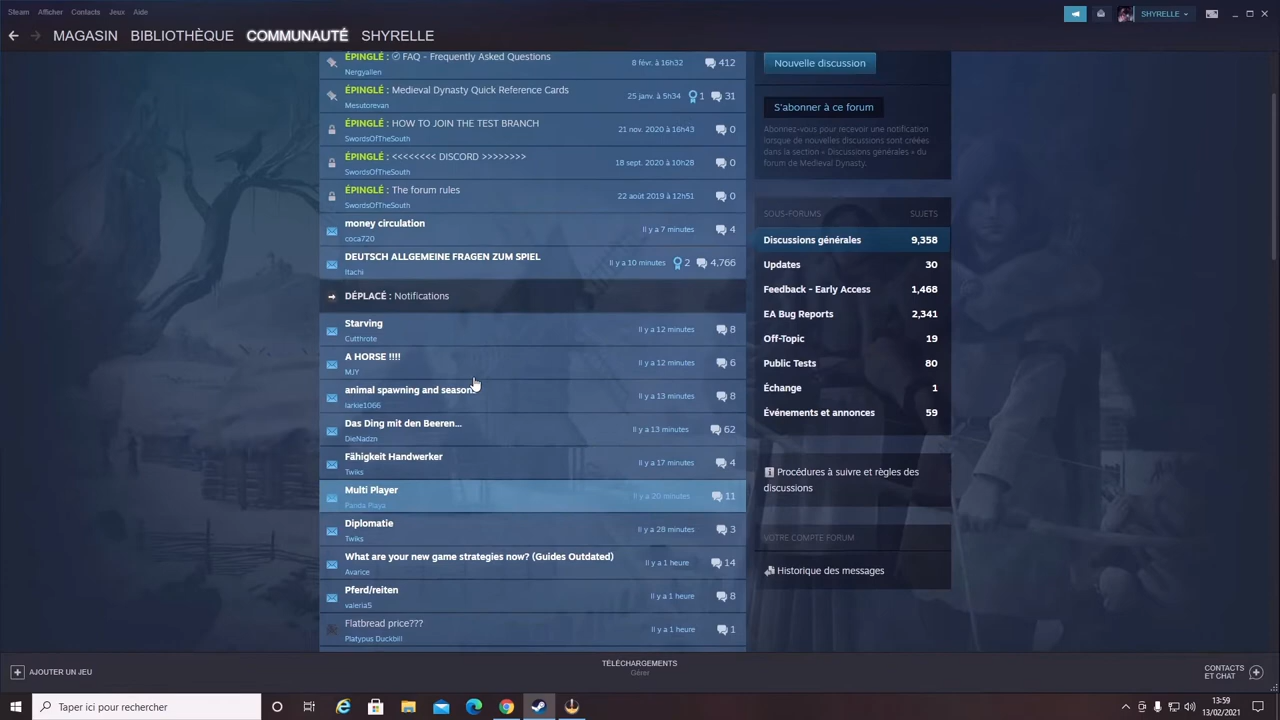 Steam Afficher Contacts Jeux Aide
SHYRELLE
MAGASIN BIBLIOTHÈQUE COMMUNAUTÉ SHYRELLE
ÉPINGLÉ : FAQ - Frequently Asked Questions 8 févr. à 16h32 412
Nergyallen
ÉPINGLÉ : Medieval Dynasty Quick Reference Cards 25 janv. à 5h34 1 31
Mesutorevan
ÉPINGLÉ : HOW TO JOIN THE TEST BRANCH 21 nov. 2020 à 16h43 0
SwordsOfTheSouth
ÉPINGLÉ : <<<<<<<< DISCORD >>>>>>>> 18 sept. 2020 à 10h28 0
SwordsOfTheSouth
ÉPINGLÉ : The forum rules 22 août 2019 à 12h51 0
SwordsOfTheSouth
money circulation Il y a 7 minutes 4
coca720
DEUTSCH ALLGEMEINE FRAGEN ZUM SPIEL Il y a 10 minutes 2 4,766
Itachi
DÉPLACÉ : Notifications
Starving Il y a 12 minutes 8
Cutthrote
A HORSE !!!! Il y a 12 minutes 6
MJY
animal spawning and seasons Il y a 13 minutes 8
larkie1066
Das Ding mit den Beeren... Il y a 13 minutes 62
DieNadzn
Fähigkeit Handwerker Il y a 17 minutes 4
Twiks
Multi Player Il y a 20 minutes 11
Panda Playa
Diplomatie Il y a 28 minutes 3
Twiks
What are your new game strategies now? (Guides Outdated) Il y a 1 heure 14
Avarice
Pferd/reiten Il y a 1 heure 8
valeria5
Flatbread price??? Il y a 1 heure 1
Platypus Duckbill
Nouvelle discussion
S'abonner à ce forum
Abonnez-vous pour recevoir une notification
lorsque de nouvelles discussions sont créées
dans la section « Discussions générales » du
forum de Medieval Dynasty.
SOUS-FORUMS SUJETS
Discussions générales 9,358
Updates 30
Feedback - Early Access 1,468
EA Bug Reports 2,341
Off-Topic 19
Public Tests 80
Échange 1
Événements et annonces 59
Procédures à suivre et règles des
discussions
VOTRE COMPTE FORUM
Historique des messages
AJOUTER UN JEU
TÉLÉCHARGEMENTS
Gérer
CONTACTS
ET CHAT
Taper ici pour rechercher
13:59
13/02/2021